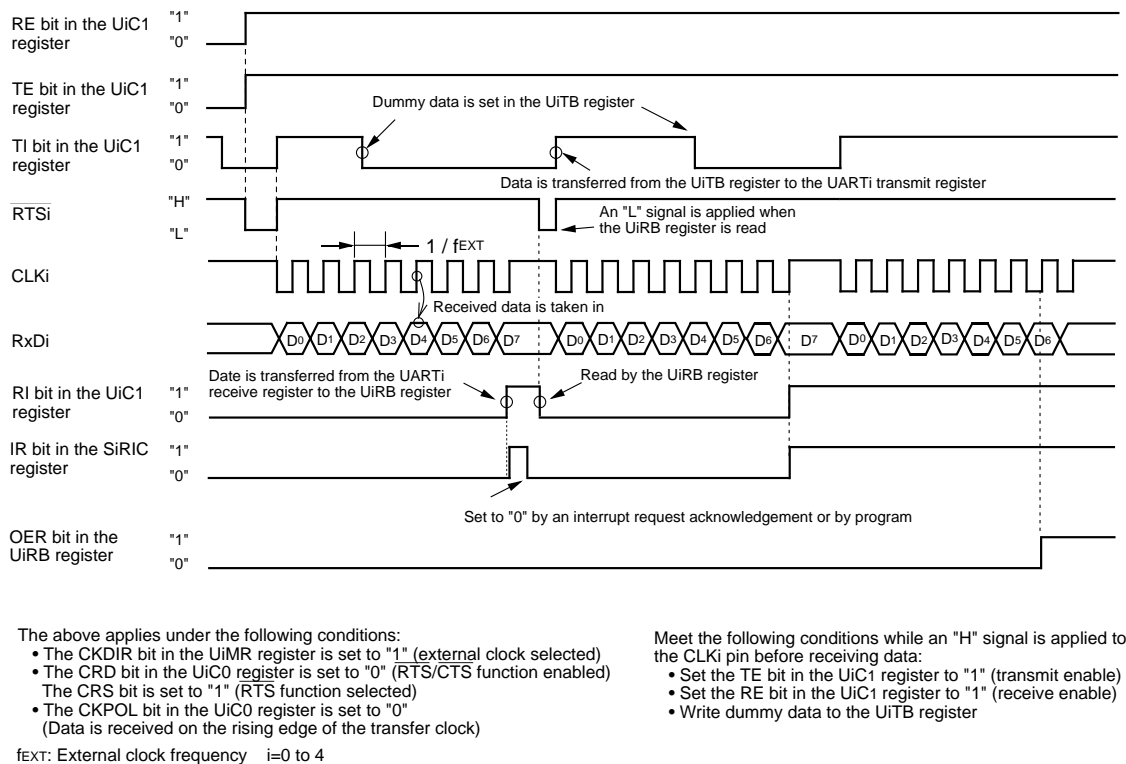 RE bit in the UiC1
register
"1"
"0"
TE bit in the UiC1
register
"1"
"0"
Dummy data is set in the UiTB register
TI bit in the UiC1
register
"1"
"0"
Data is transferred from the UiTB register to the UARTi transmit register
RTSi
"H"
"L"
An "L" signal is applied when
the UiRB register is read
1 / fEXT
CLKi
Received data is taken in
RxDi
D0 D1 D2 D3 D4 D5 D6 D7 D0 D1 D2 D3 D4 D5 D6 D7 D0 D1 D2 D3 D4 D5 D6
Date is transferred from the UARTi
receive register to the UiRB register
Read by the UiRB register
RI bit in the UiC1
register
"1"
"0"
IR bit in the SiRIC
register
"1"
"0"
Set to "0" by an interrupt request acknowledgement or by program
OER bit in the
UiRB register
"1"
"0"
The above applies under the following conditions:
• The CKDIR bit in the UiMR register is set to "1" (external clock selected)
• The CRD bit in the UiC0 register is set to "0" (RTS/CTS function enabled)
The CRS bit is set to "1" (RTS function selected)
• The CKPOL bit in the UiC0 register is set to "0"
(Data is received on the rising edge of the transfer clock)
fEXT: External clock frequency i=0 to 4
Meet the following conditions while an "H" signal is applied to
the CLKi pin before receiving data:
• Set the TE bit in the UiC1 register to "1" (transmit enable)
• Set the RE bit in the UiC1 register to "1" (receive enable)
• Write dummy data to the UiTB register